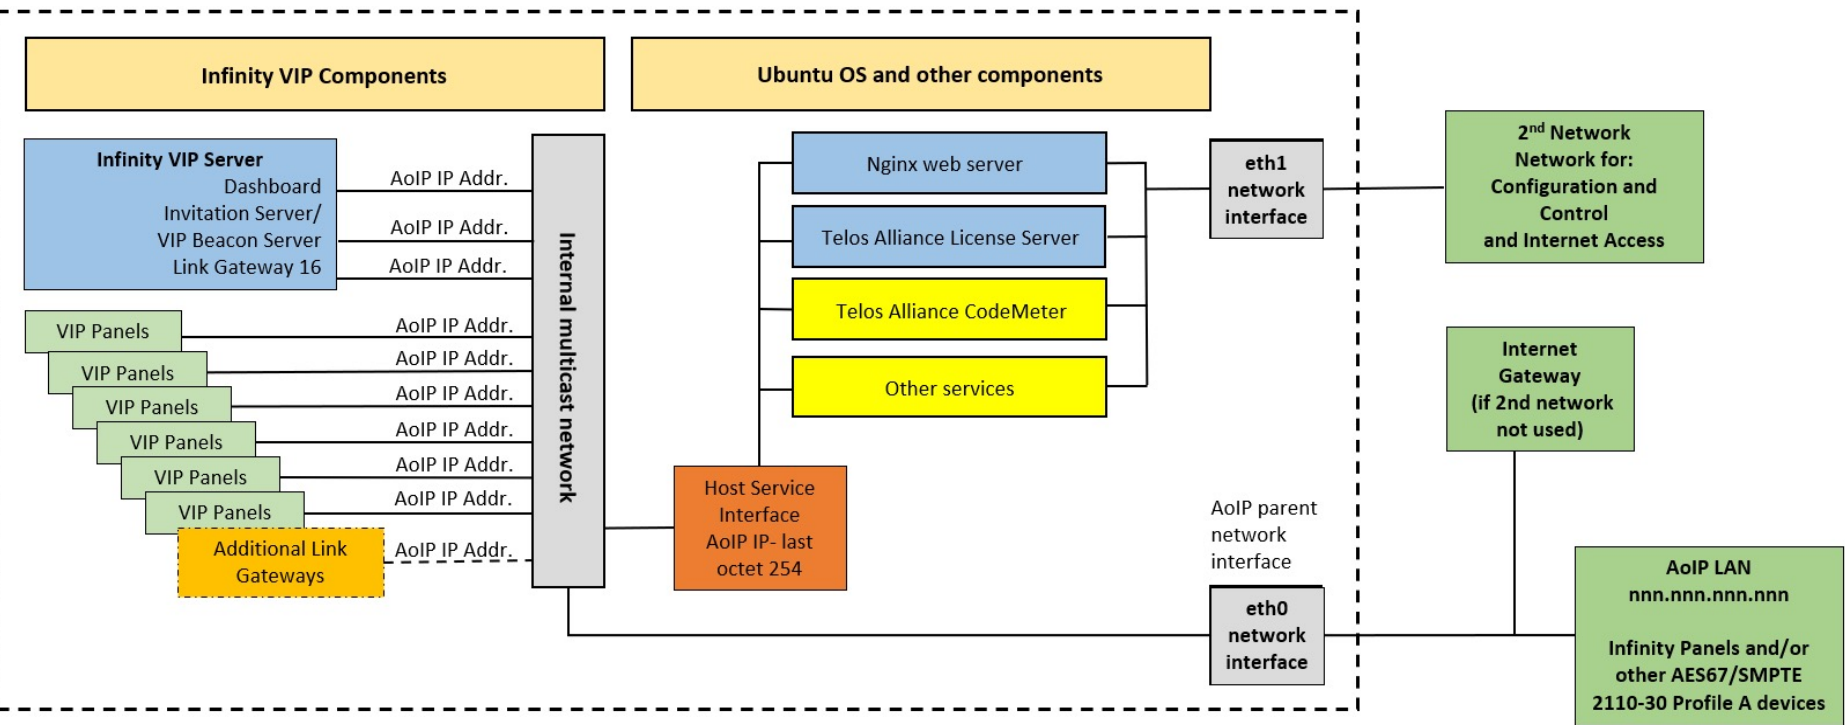 Infinity VIP Components
Ubuntu OS and other components
Infinity VIP Server
Dashboard
Invitation Server/
VIP Beacon Server
Link Gateway 16
AoIP IP Addr.
AoIP IP Addr.
AoIP IP Addr.
VIP Panels
VIP Panels
VIP Panels
VIP Panels
VIP Panels
VIP Panels
Additional Link
Gateways
AoIP IP Addr.
AoIP IP Addr.
AoIP IP Addr.
AoIP IP Addr.
AoIP IP Addr.
AoIP IP Addr.
AoIP IP Addr.
Internal multicast network
Nginx web server
Telos Alliance License Server
Telos Alliance CodeMeter
Other services
Host Service
Interface
AoIP IP- last
octet 254
eth1
network
interface
AoIP parent
network
interface
eth0
network
interface
2nd Network
Network for:
Configuration and
Control
and Internet Access
Internet
Gateway
(if 2nd network
not used)
AoIP LAN
nnn.nnn.nnn.nnn
Infinity Panels and/or
other AES67/SMPTE
2110-30 Profile A devices